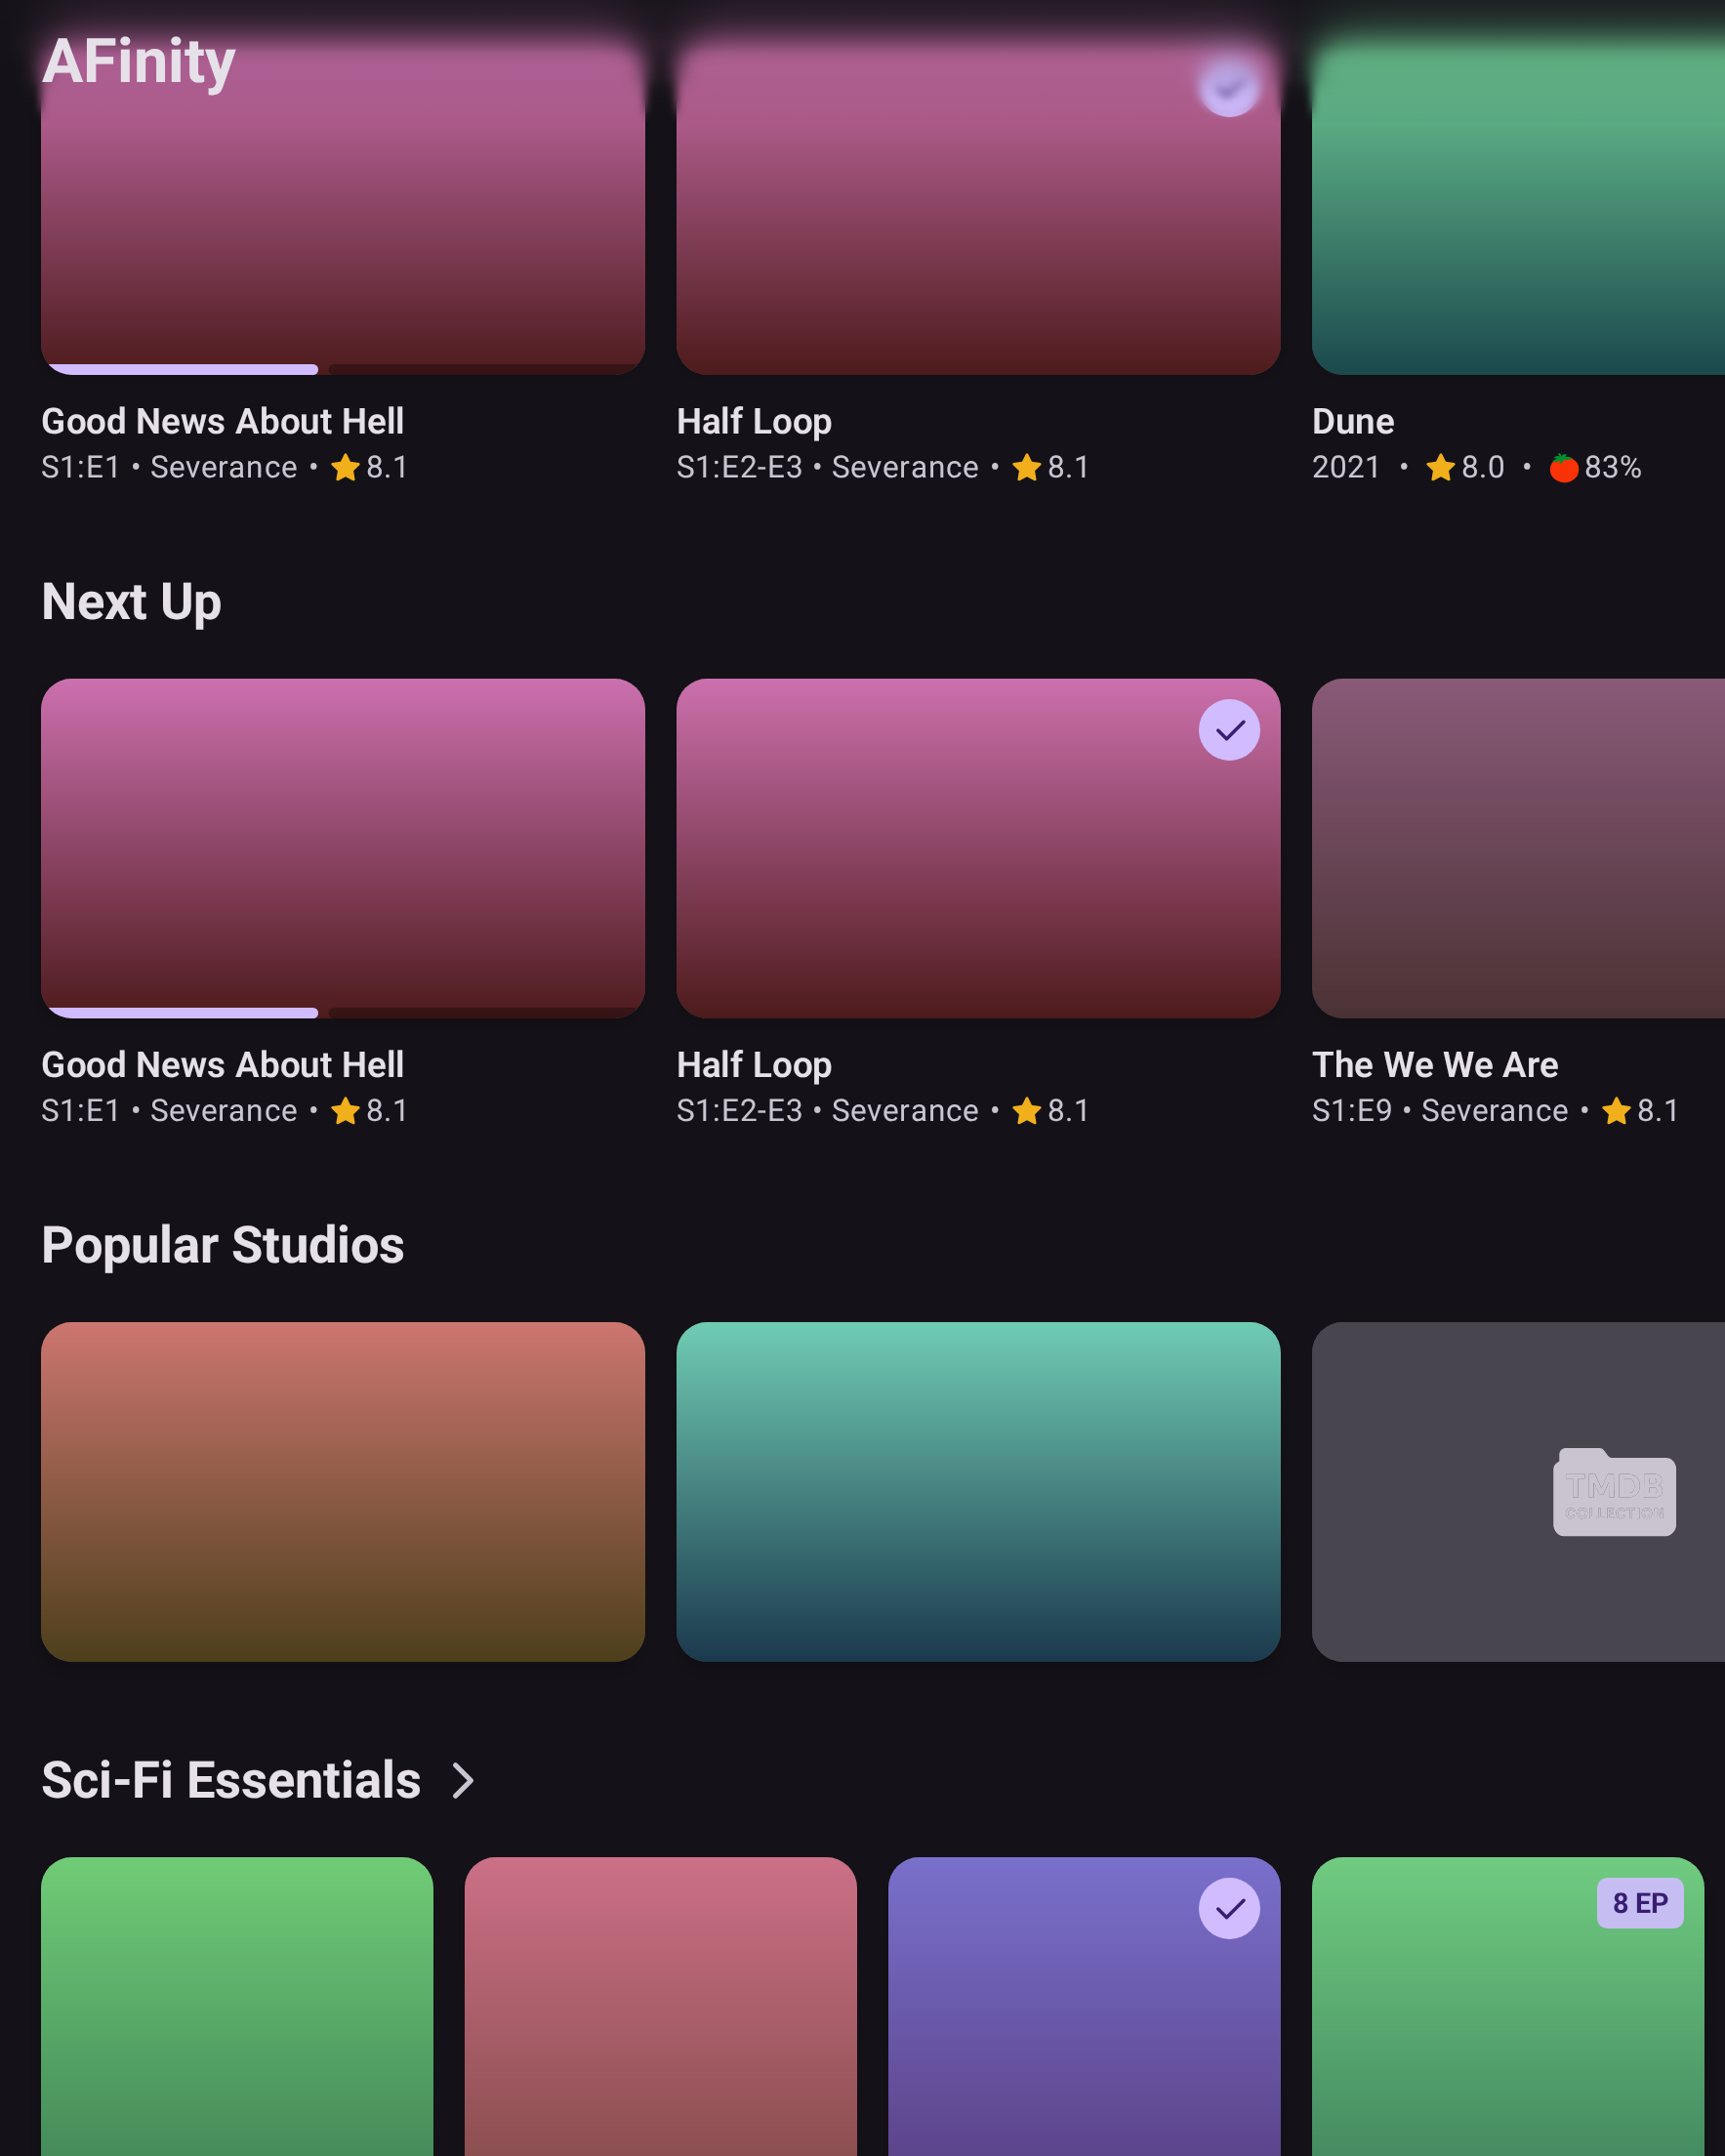 AFinity
Good News About Hell
S1:E1 • Severance • 8.1
Half Loop
S1:E2-E3 • Severance • 8.1
Dune
2021 • 8.0 • 83%
Next Up
Good News About Hell
S1:E1 • Severance • 8.1
Half Loop
S1:E2-E3 • Severance • 8.1
The We We Are
S1:E9 • Severance • 8.1
Popular Studios
TMDB
COLLECTION
Sci-Fi Essentials
8 EP